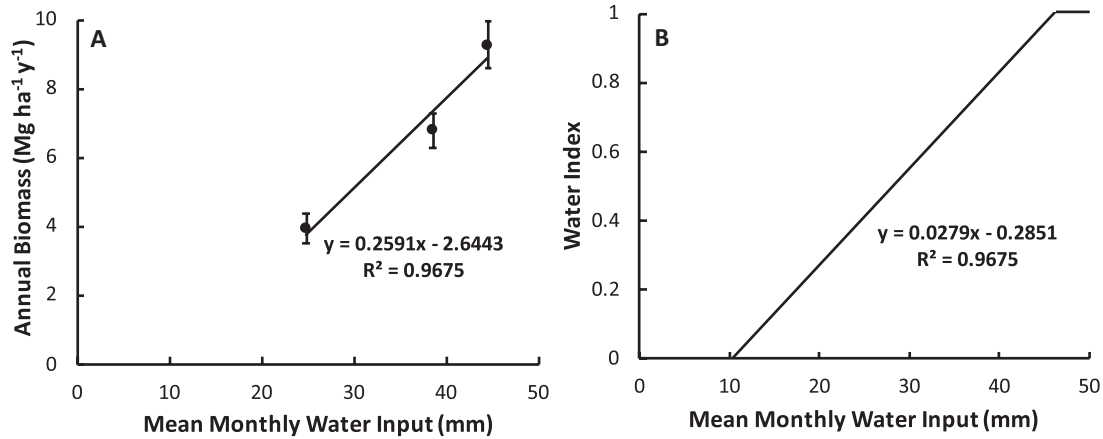 A
Annual Biomass (Mg ha⁻¹ y⁻¹)
10
8
6
4
2
0
y = 0.2591x - 2.6443
R² = 0.9675
0 10 20 30 40 50
Mean Monthly Water Input (mm)
B
Water Index
1
0.8
0.6
0.4
0.2
0
y = 0.0279x - 0.2851
R² = 0.9675
0 10 20 30 40 50
Mean Monthly Water Input (mm)